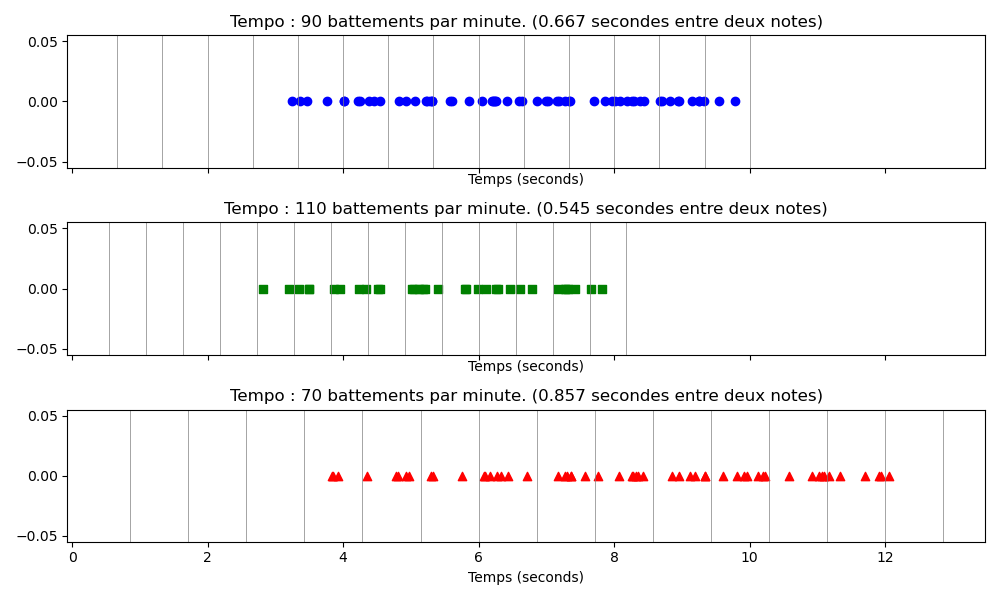 Tempo : 90 battements par minute. (0.667 secondes entre deux notes)
0.05
0.00
−0.05
Temps (seconds)
Tempo : 110 battements par minute. (0.545 secondes entre deux notes)
0.05
0.00
−0.05
Temps (seconds)
Tempo : 70 battements par minute. (0.857 secondes entre deux notes)
0.05
0.00
−0.05
0 2 4 6 8 10 12
Temps (seconds)